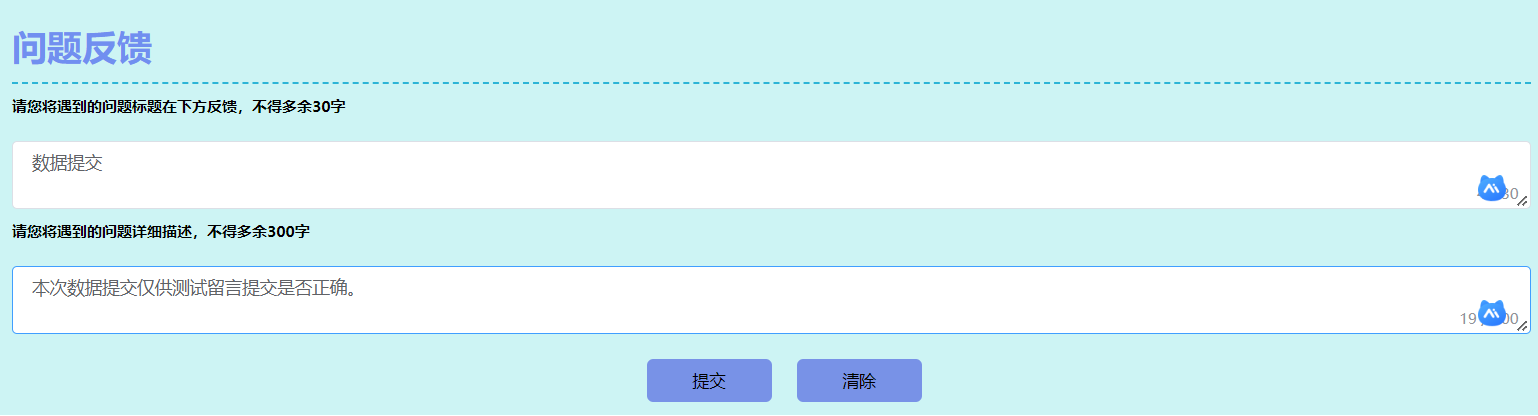 问题反馈
请您将遇到的问题标题在下方反馈，不得多余30字
数据提交
30
请您将遇到的问题详细描述，不得多余300字
本次数据提交仅供测试留言提交是否正确。
19
提交
清除